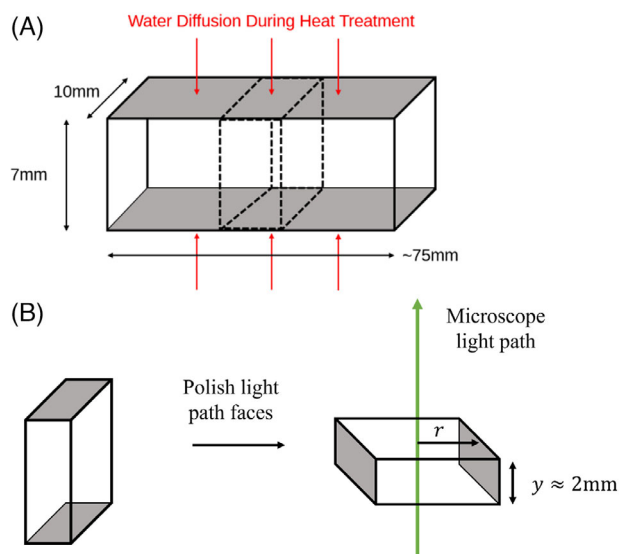 (A)
Water Diffusion During Heat Treatment
10mm
7mm
~75mm
(B)
Microscope
light path
Polish light
path faces
r
y ≈ 2mm